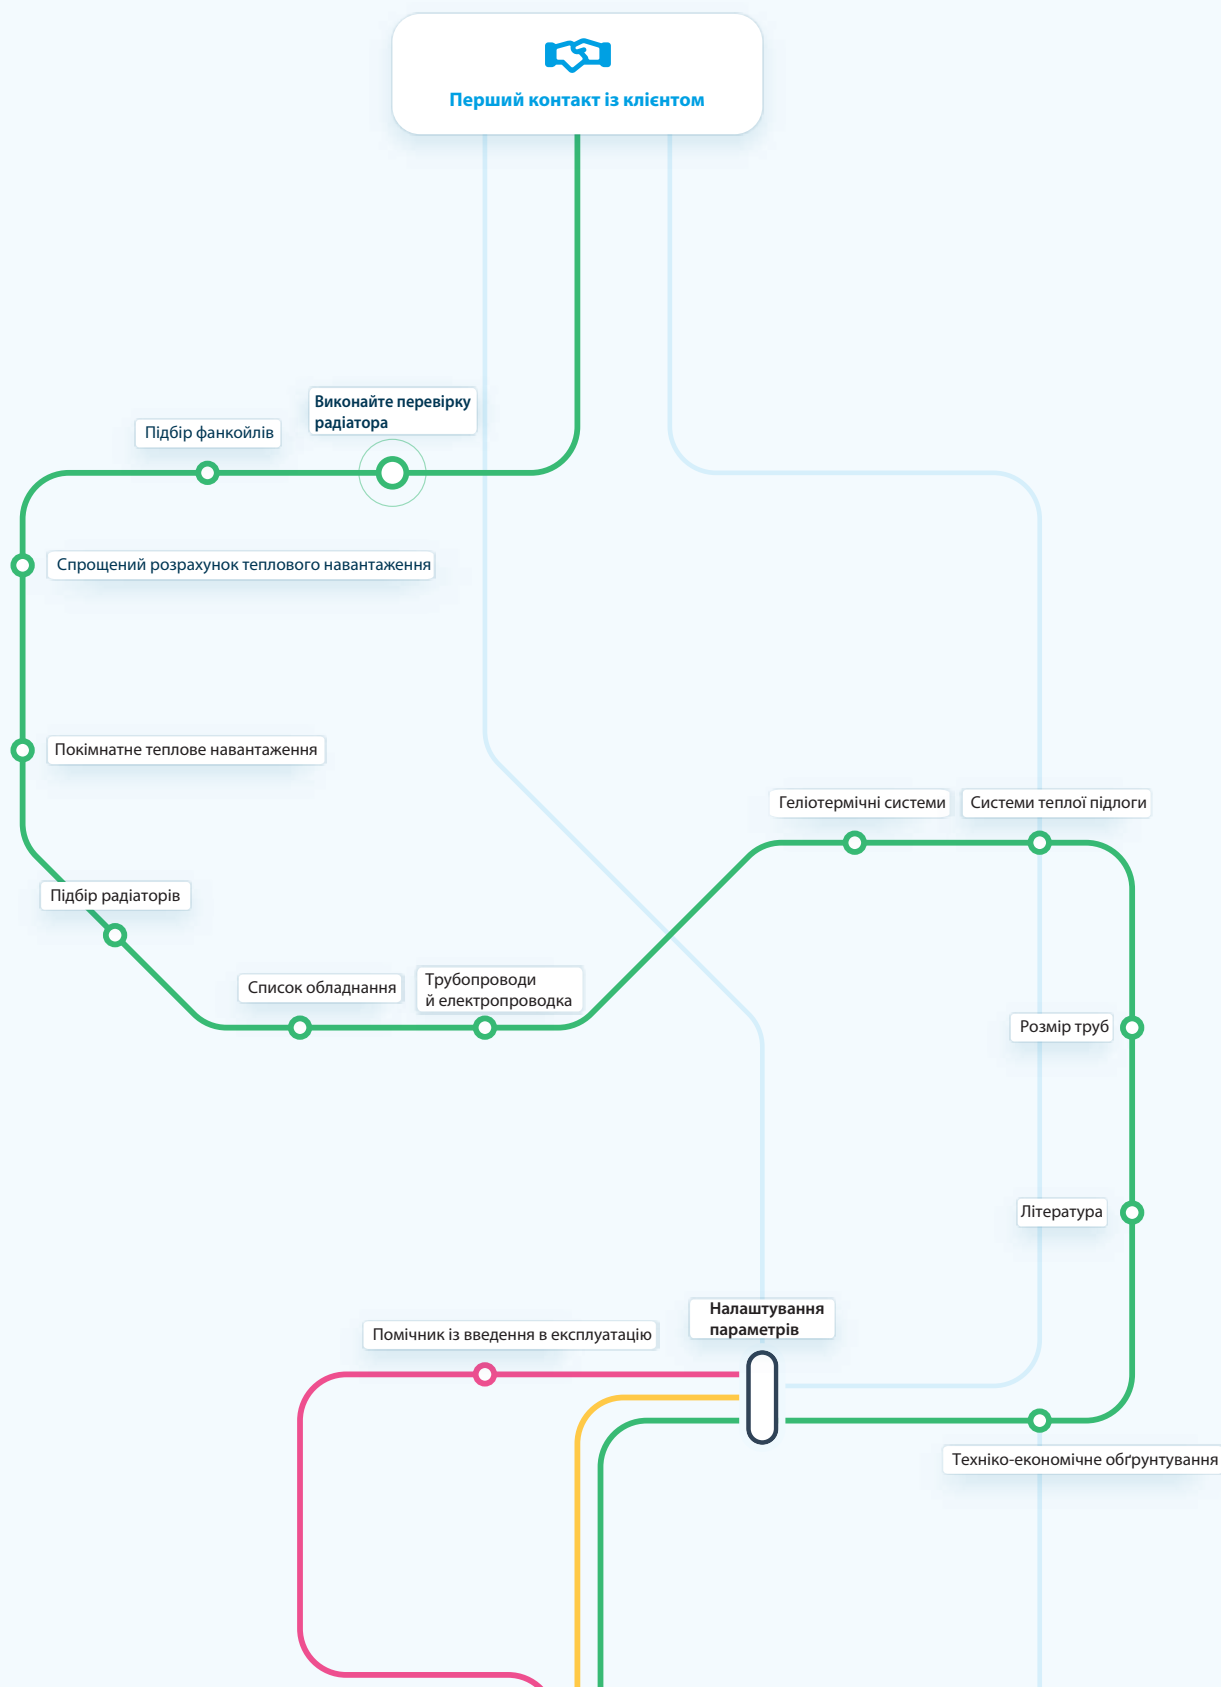 Перший контакт із клієнтом
Виконайте перевірку
радіатора
Підбір фанкойлів
Спрощений розрахунок теплового навантаження
Покімнатне теплове навантаження
Геліотермічні системи
Системи теплої підлоги
Підбір радіаторів
Список обладнання
Трубопроводи
й електропроводка
Розмір труб
Література
Налаштування
параметрів
Помічник із введення в експлуатацію
Техніко-економічне обґрунтування